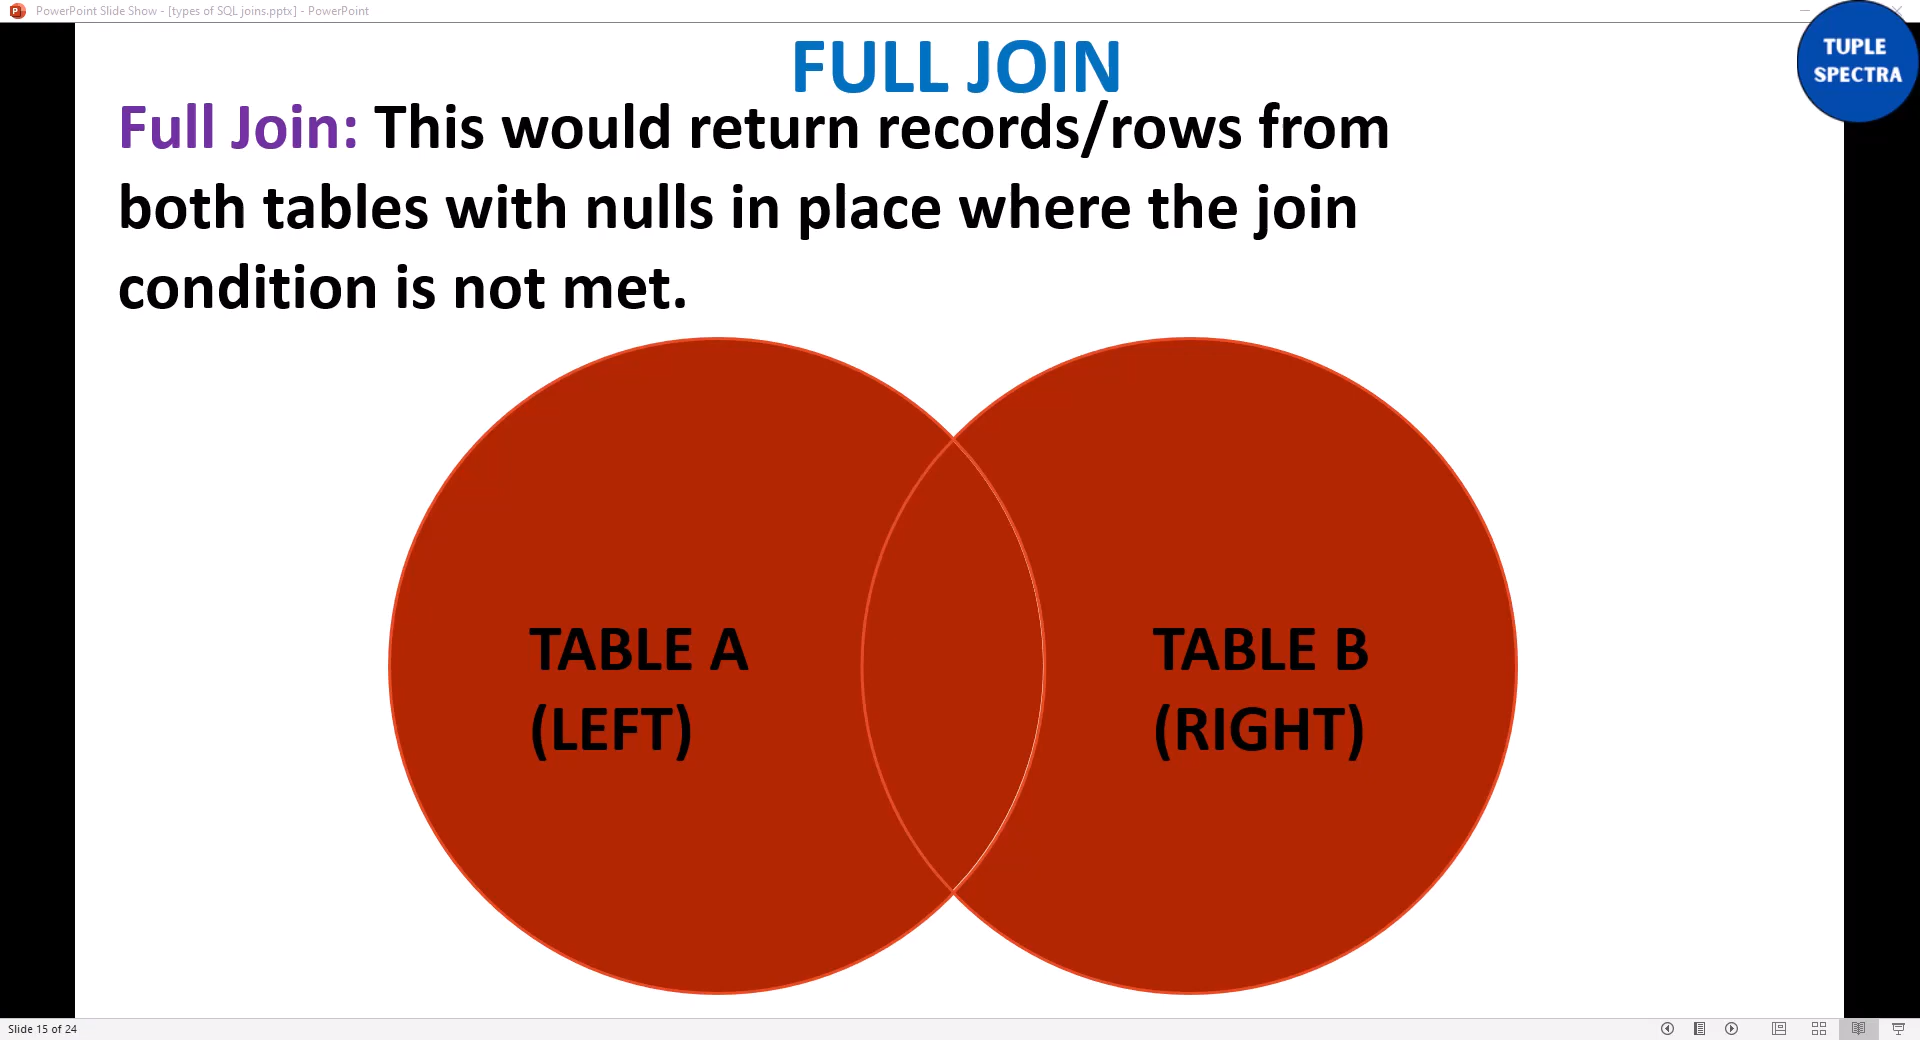 PowerPoint Slide Show - [types of SQL joins.pptx] - PowerPoint
TUPLE
SPECTRA
FULL JOIN
Full Join: This would return records/rows from
both tables with nulls in place where the join
condition is not met.
TABLE A
(LEFT)
TABLE B
(RIGHT)
Slide 15 of 24